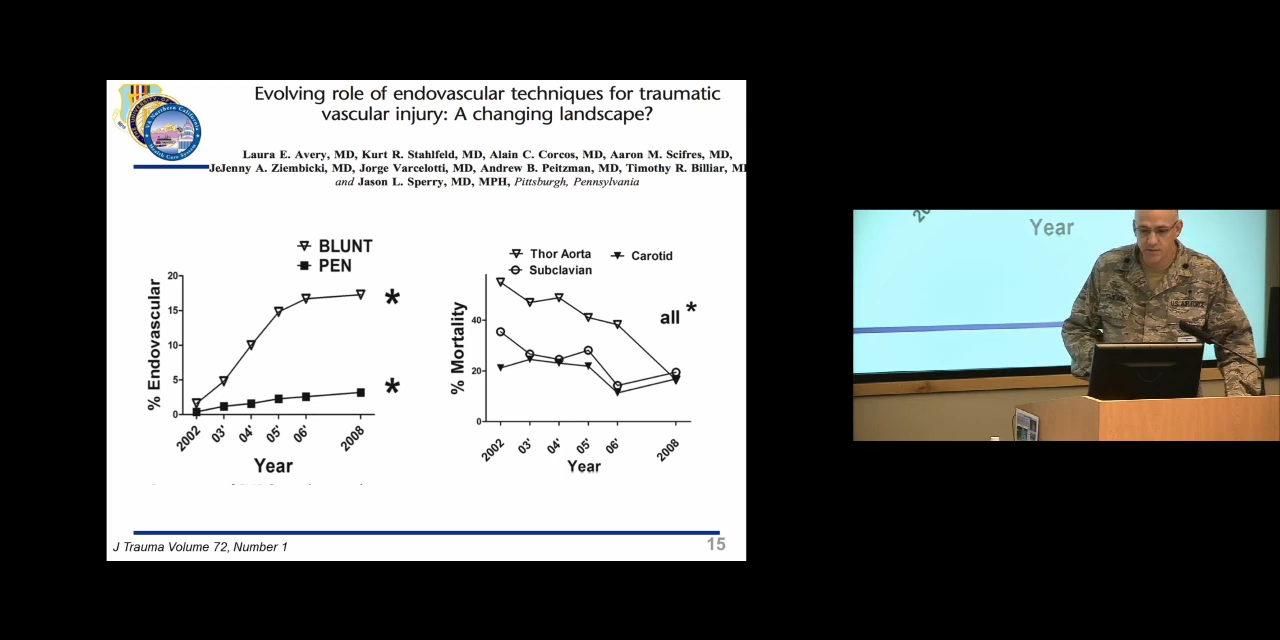 Evolving role of endovascular techniques for traumatic
vascular injury: A changing landscape?
Laura E. Avery, MD, Kurt R. Stahlfeld, MD, Alain C. Corcos, MD, Aaron M. Scifres, MD,
JeJenny A. Ziembicki, MD, Jorge Varcelotti, MD, Andrew B. Peitzman, MD, Timothy R. Billiar, M
and Jason L. Sperry, MD, MPH, Pittsburgh, Pennsylvania
BLUNT
PEN
% Endovascular
20
15
10
5
0
*
*
2002
03'
04'
05'
06'
2008
Year
Thor Aorta
Carotid
Subclavian
% Mortality
40
20
0
all *
2002
03'
04'
05'
06'
2008
Year
J Trauma Volume 72, Number 1
15
20
Year